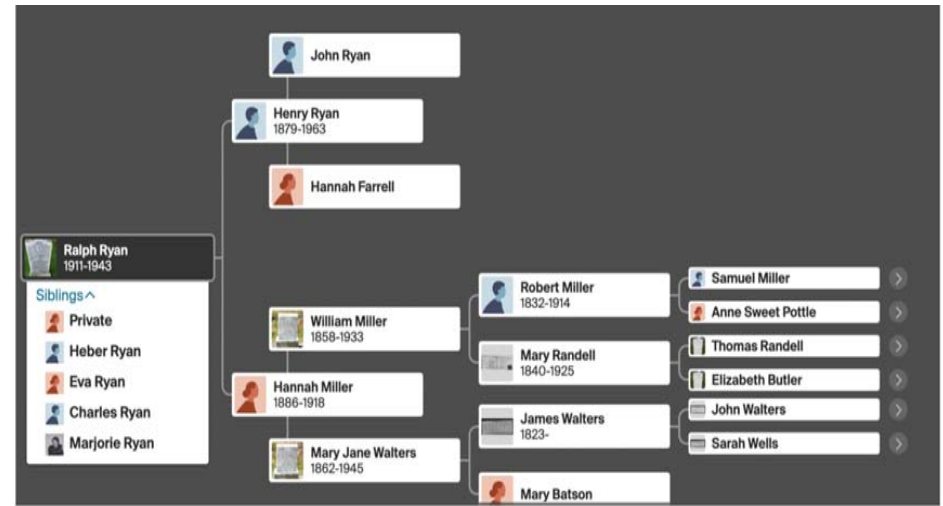 John Ryan
Henry Ryan
1879-1963
Hannah Farrell
Ralph Ryan
1911-1943
Siblings
Private
Heber Ryan
Eva Ryan
Charles Ryan
Marjorie Ryan
William Miller
1858-1933
Hannah Miller
1886-1918
Mary Jane Walters
1862-1945
Robert Miller
1832-1914
Mary Randell
1840-1925
James Walters
1823-
Mary Batson
Samuel Miller
Anne Sweet Pottle
Thomas Randell
Elizabeth Butler
John Walters
Sarah Wells